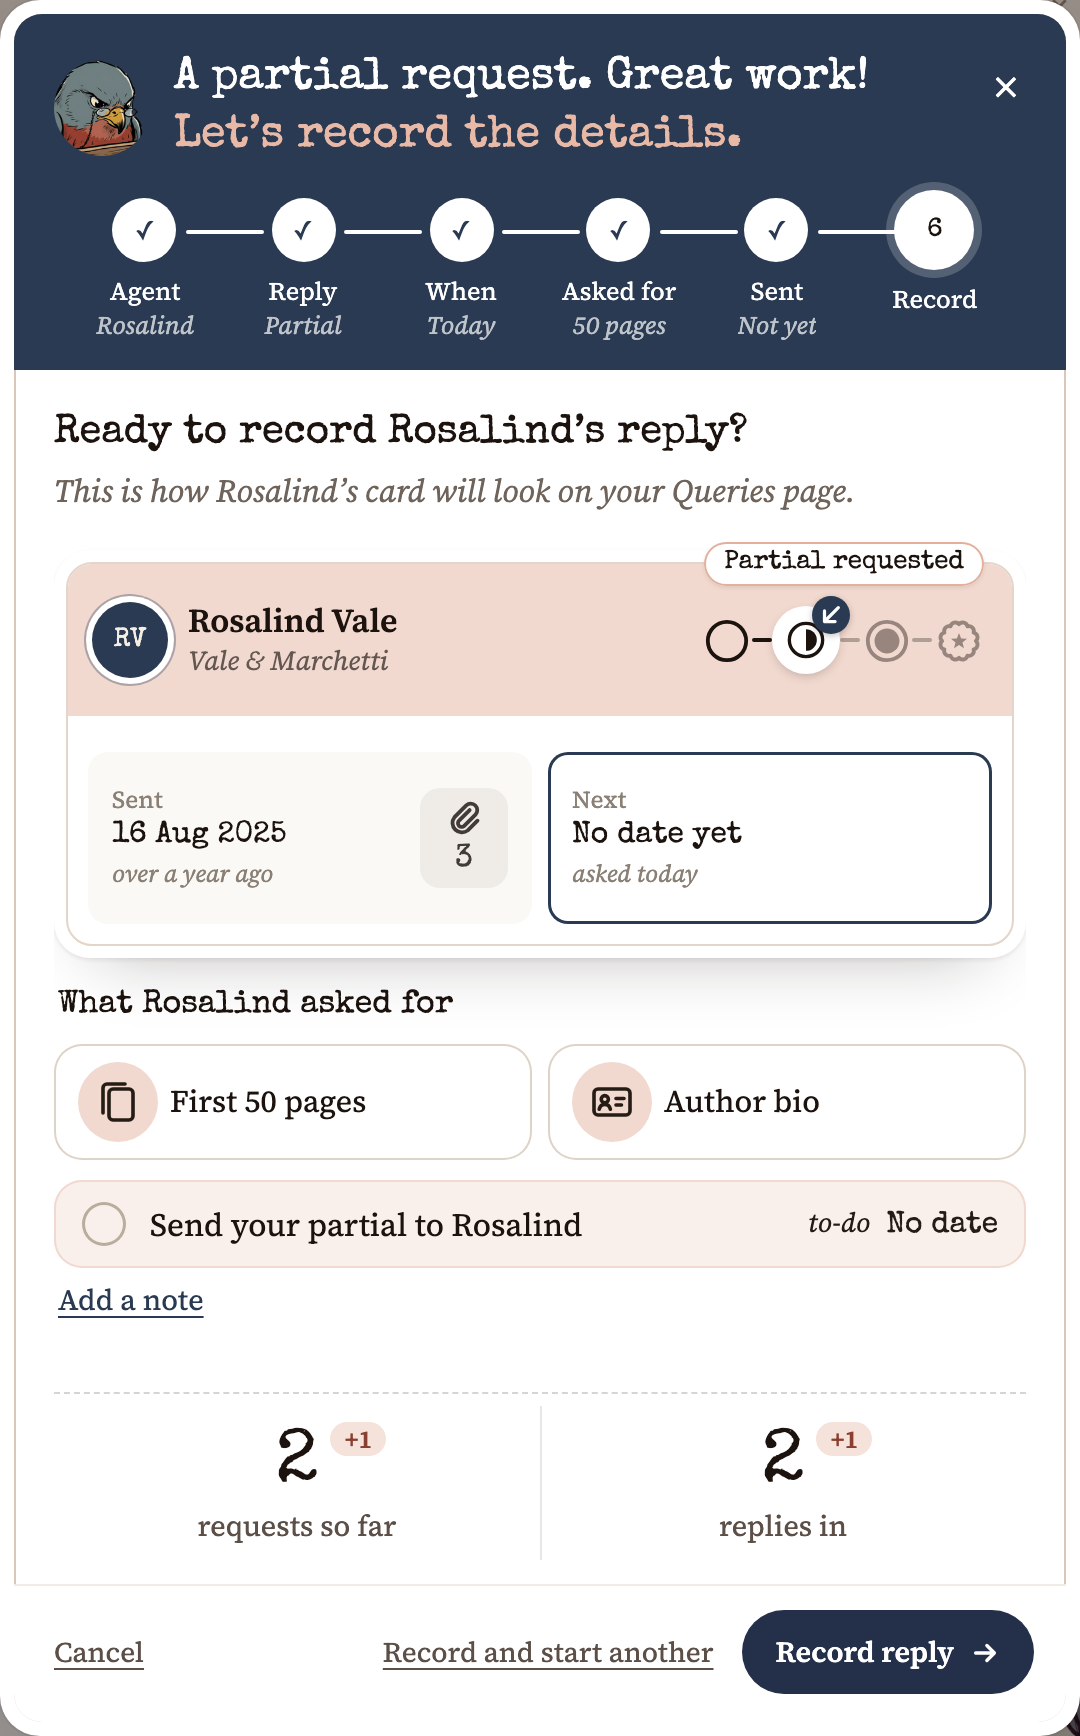 A partial request. Great work!
Let’s record the details.
✓ ✓ ✓ ✓ ✓ 6
Agent Reply When Asked for Sent Record
Rosalind Partial Today 50 pages Not yet
Ready to record Rosalind’s reply?
This is how Rosalind’s card will look on your Queries page.
Partial requested
RV
Rosalind Vale
Vale & Marchetti
Sent
16 Aug 2025
over a year ago
3
Next
No date yet
asked today
What Rosalind asked for
First 50 pages
Author bio
Send your partial to Rosalind to-do No date
Add a note
2 +1
requests so far
2 +1
replies in
Cancel
Record and start another
Record reply →